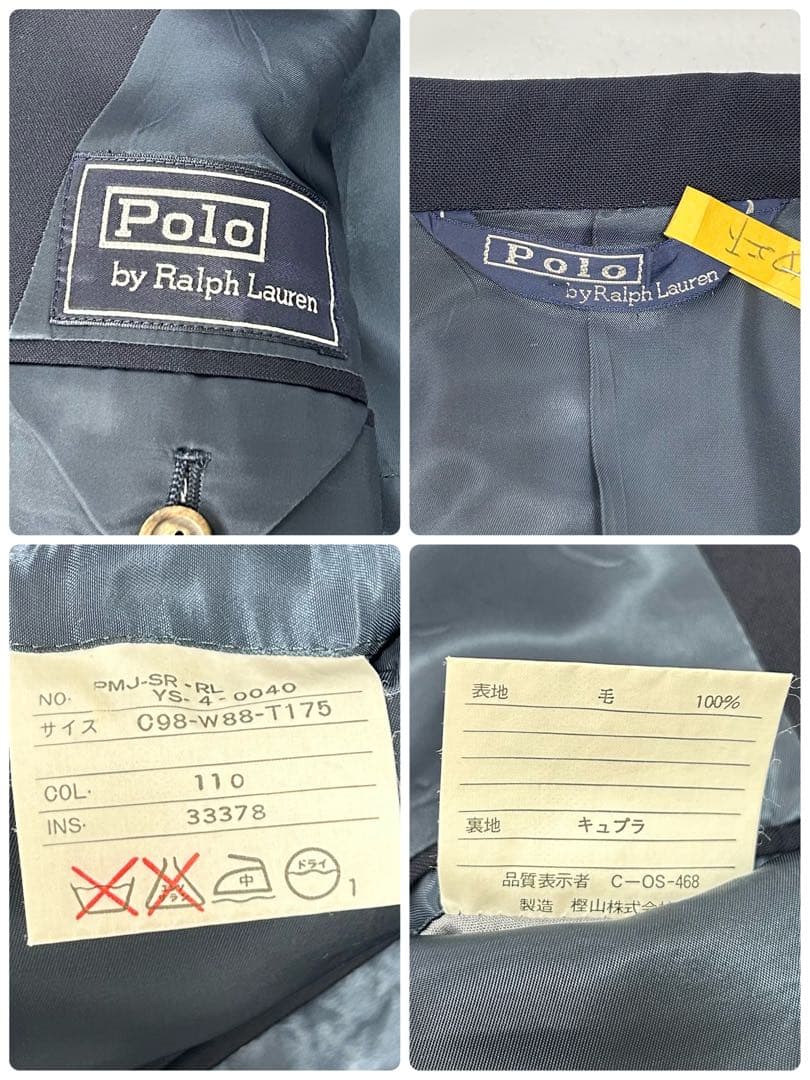 Polo
by Ralph Lauren
Polo
by Ralph Lauren
NO. PMJ-SR-RL
YS-4-0040
サイズ C98-W88-T175
COL. 110
INS. 33378
中
ドライ
1
表地 毛 100%
裏地 キュプラ
品質表示者 C-OS-468
製造 樫山株式会